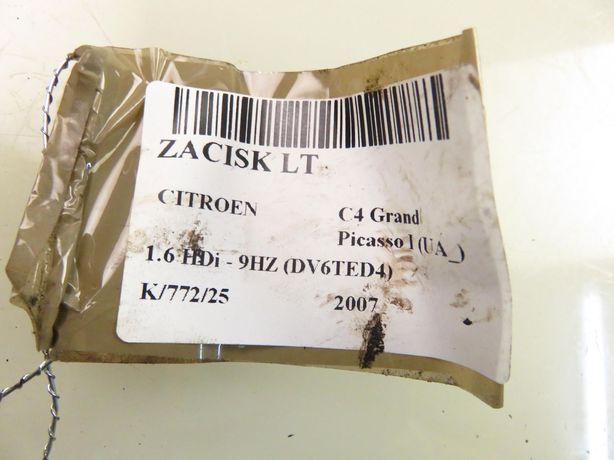 ZACISK LT
CITROEN C4 Grand
Picasso I (UA_)
1.6 HDi - 9HZ (DV6TED4)
K/772/25 2007